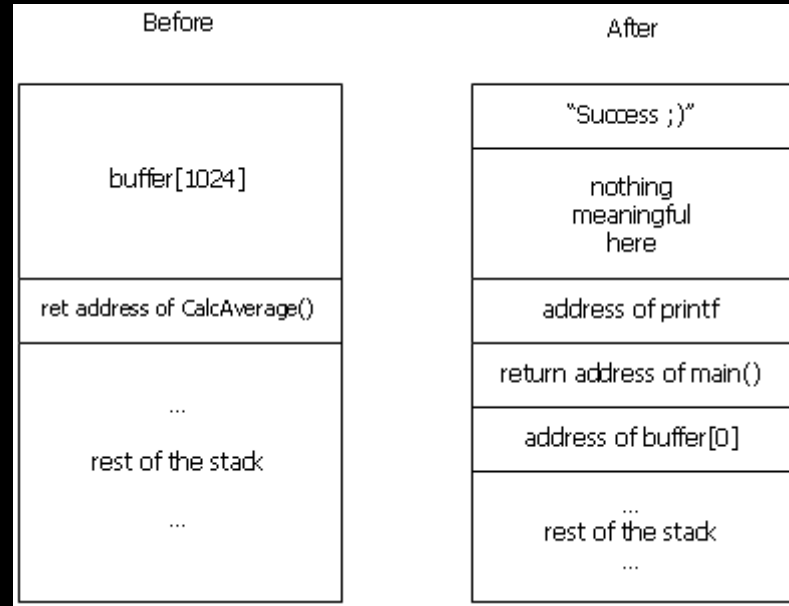 Before
buffer[1024]
ret address of CalcAverage()
...
rest of the stack
...
After
"Success ;)"
nothing
meaningful
here
address of printf
return address of main()
address of buffer[0]
...
rest of the stack
...